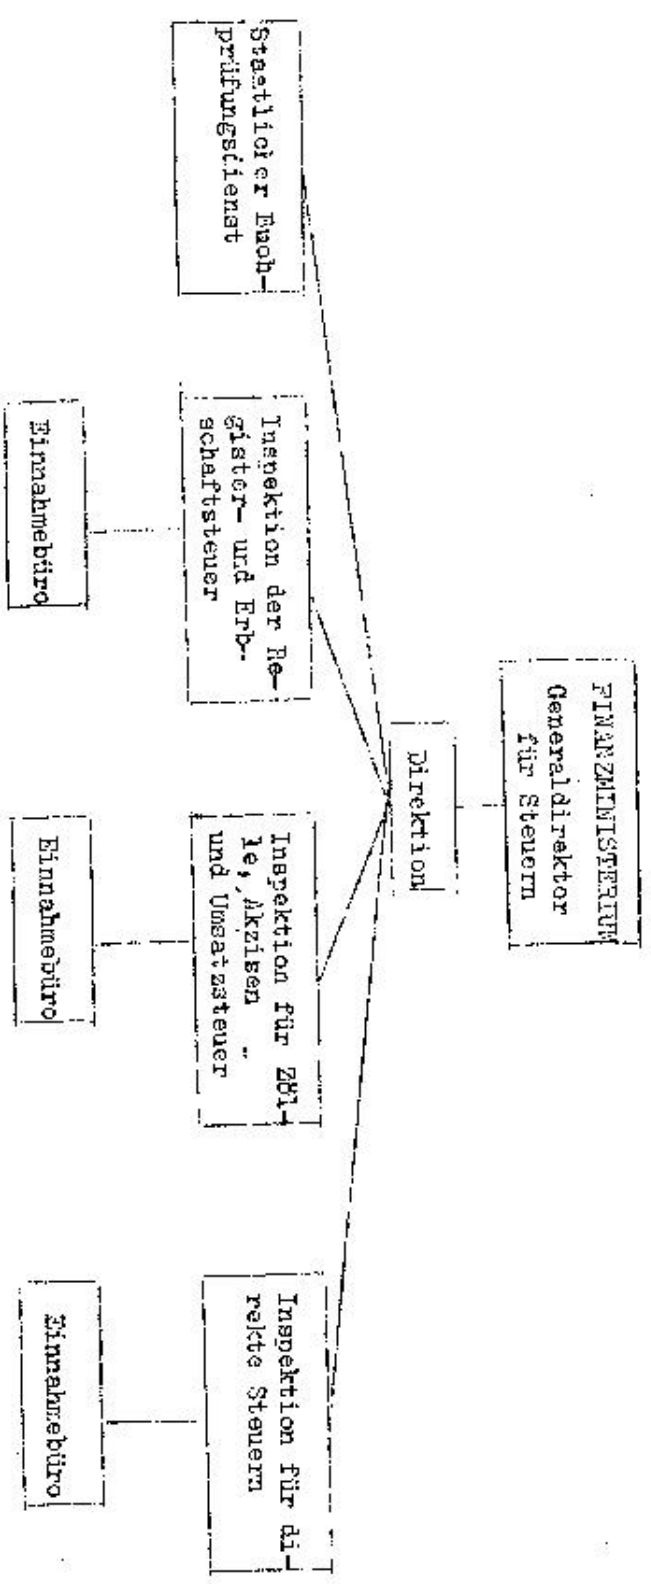 FINANZMINISTERIUM
Generaldirektor
für Steuern
Direktion
Staatlicher Buch-
prüfungsdienst
Inspektion der Re-
gister- und Erb-
schaftsteuer
Inspektion für Zöl-
le, Akzisen
und Umsatzsteuer
Inspektion für di-
rekte Steuern
Einnahmebüro
Einnahmebüro
Einnahmebüro